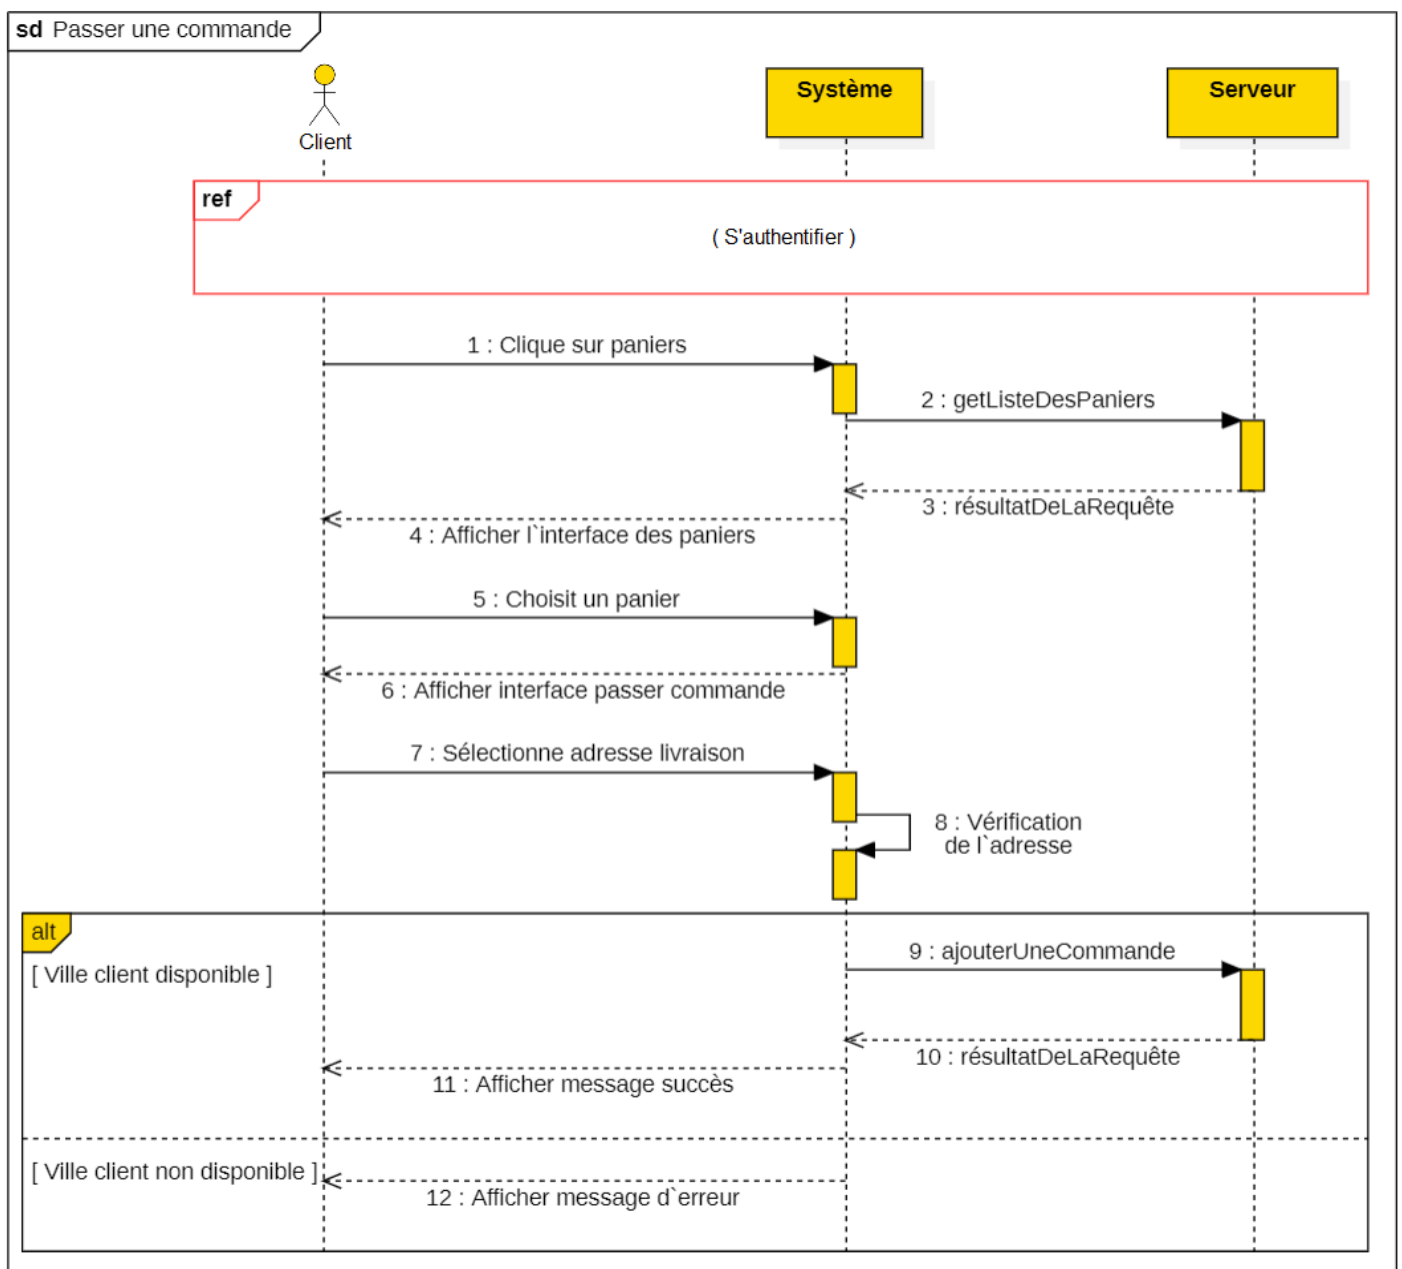 sd Passer une commande
Client
Système
Serveur
ref
( S'authentifier )
1 : Clique sur paniers
2 : getListeDesPaniers
3 : résultatDeLaRequête
4 : Afficher l`interface des paniers
5 : Choisit un panier
6 : Afficher interface passer commande
7 : Sélectionne adresse livraison
8 : Vérification
de l`adresse
alt
[ Ville client disponible ]
9 : ajouterUneCommande
10 : résultatDeLaRequête
11 : Afficher message succès
[ Ville client non disponible ]
12 : Afficher message d`erreur